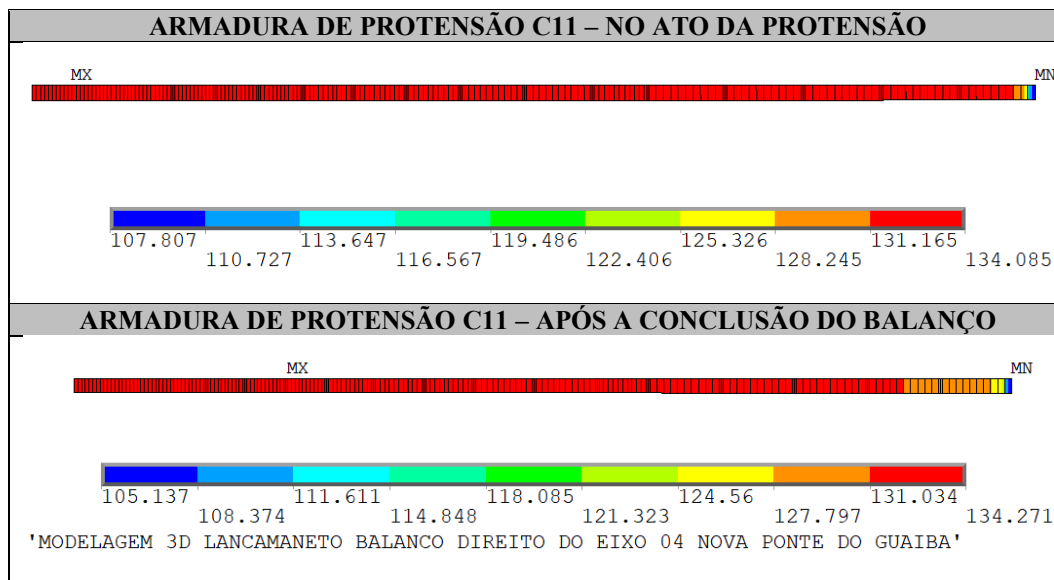 ARMADURA DE PROTENSÃO C11 – NO ATO DA PROTENSÃO
MX MN
107.807 113.647 119.486 125.326 131.165
110.727 116.567 122.406 128.245 134.085
ARMADURA DE PROTENSÃO C11 – APÓS A CONCLUSÃO DO BALANÇO
MX MN
105.137 111.611 118.085 124.56 131.034
108.374 114.848 121.323 127.797 134.271
'MODELAGEM 3D LANCAMANETO BALANCO DIREITO DO EIXO 04 NOVA PONTE DO GUAIBA'